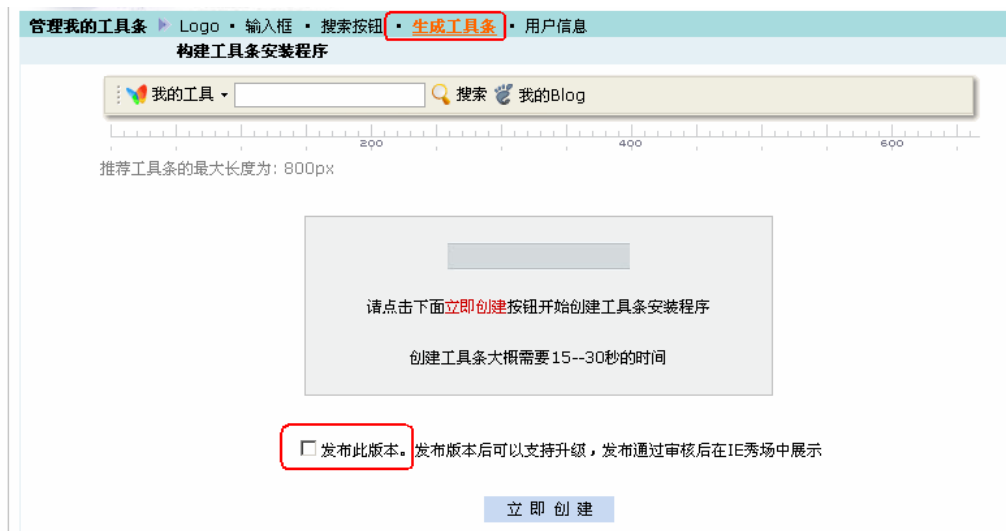 管理我的工具条 Logo ▪ 输入框 ▪ 搜索按钮 ▪ 生成工具条 ▪ 用户信息
构建工具条安装程序
我的工具 搜索 我的Blog
200 400 600
推荐工具条的最大长度为: 800px
请点击下面立即创建按钮开始创建工具条安装程序
创建工具条大概需要15--30秒的时间
发布此版本。发布版本后可以支持升级，发布通过审核后在IE秀场中展示
立 即 创 建